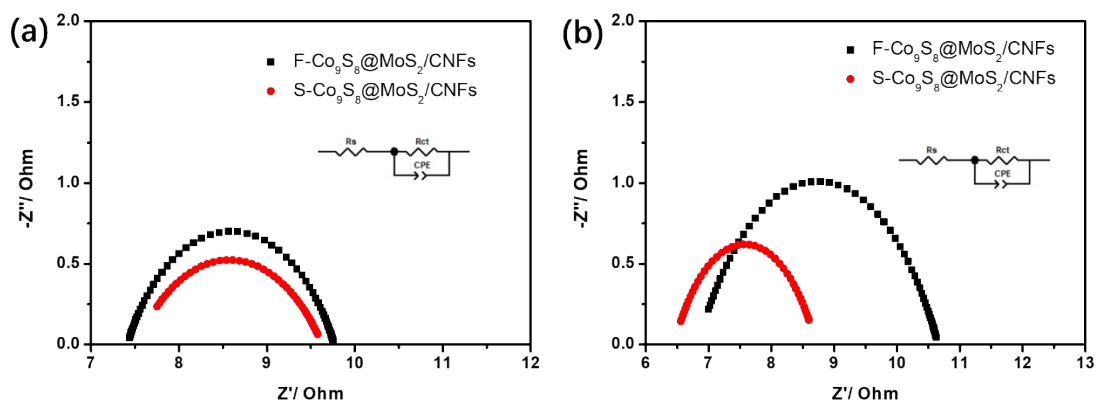 (a)
2.0
1.5
1.0
0.5
0.0
-Z''/ Ohm
F-Co₉S₈@MoS₂/CNFs
S-Co₉S₈@MoS₂/CNFs
Rs
Rct
CPE
7 8 9 10 11 12
Z'/ Ohm
(b)
2.0
1.5
1.0
0.5
0.0
-Z''/ Ohm
F-Co₉S₈@MoS₂/CNFs
S-Co₉S₈@MoS₂/CNFs
Rs
Rct
CPE
6 7 8 9 10 11 12 13
Z'/ Ohm